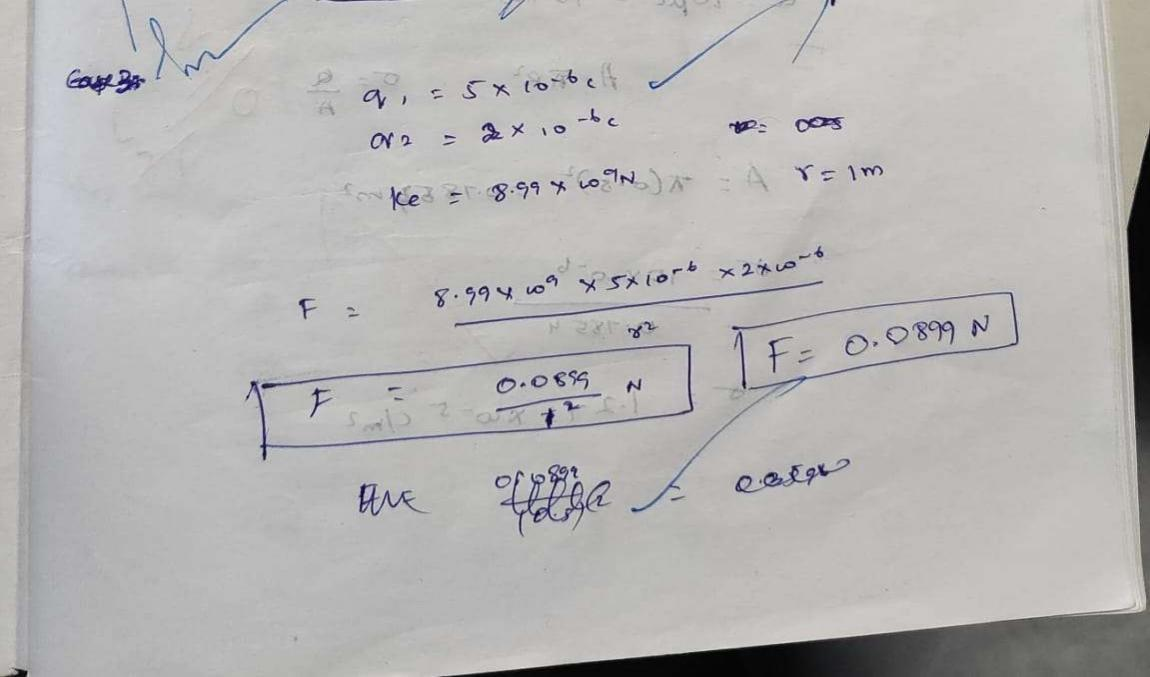 q1 = 5 × 10⁻⁶ c
q2 = 2 × 10⁻⁶ c
Ke = 8.99 × 10⁹ N r = 1m
F = 8.99 × 10⁹ × 5×10⁻⁶ × 2×10⁻⁶
r²
F = 0.0899 N
F = 0.0899 N
1²